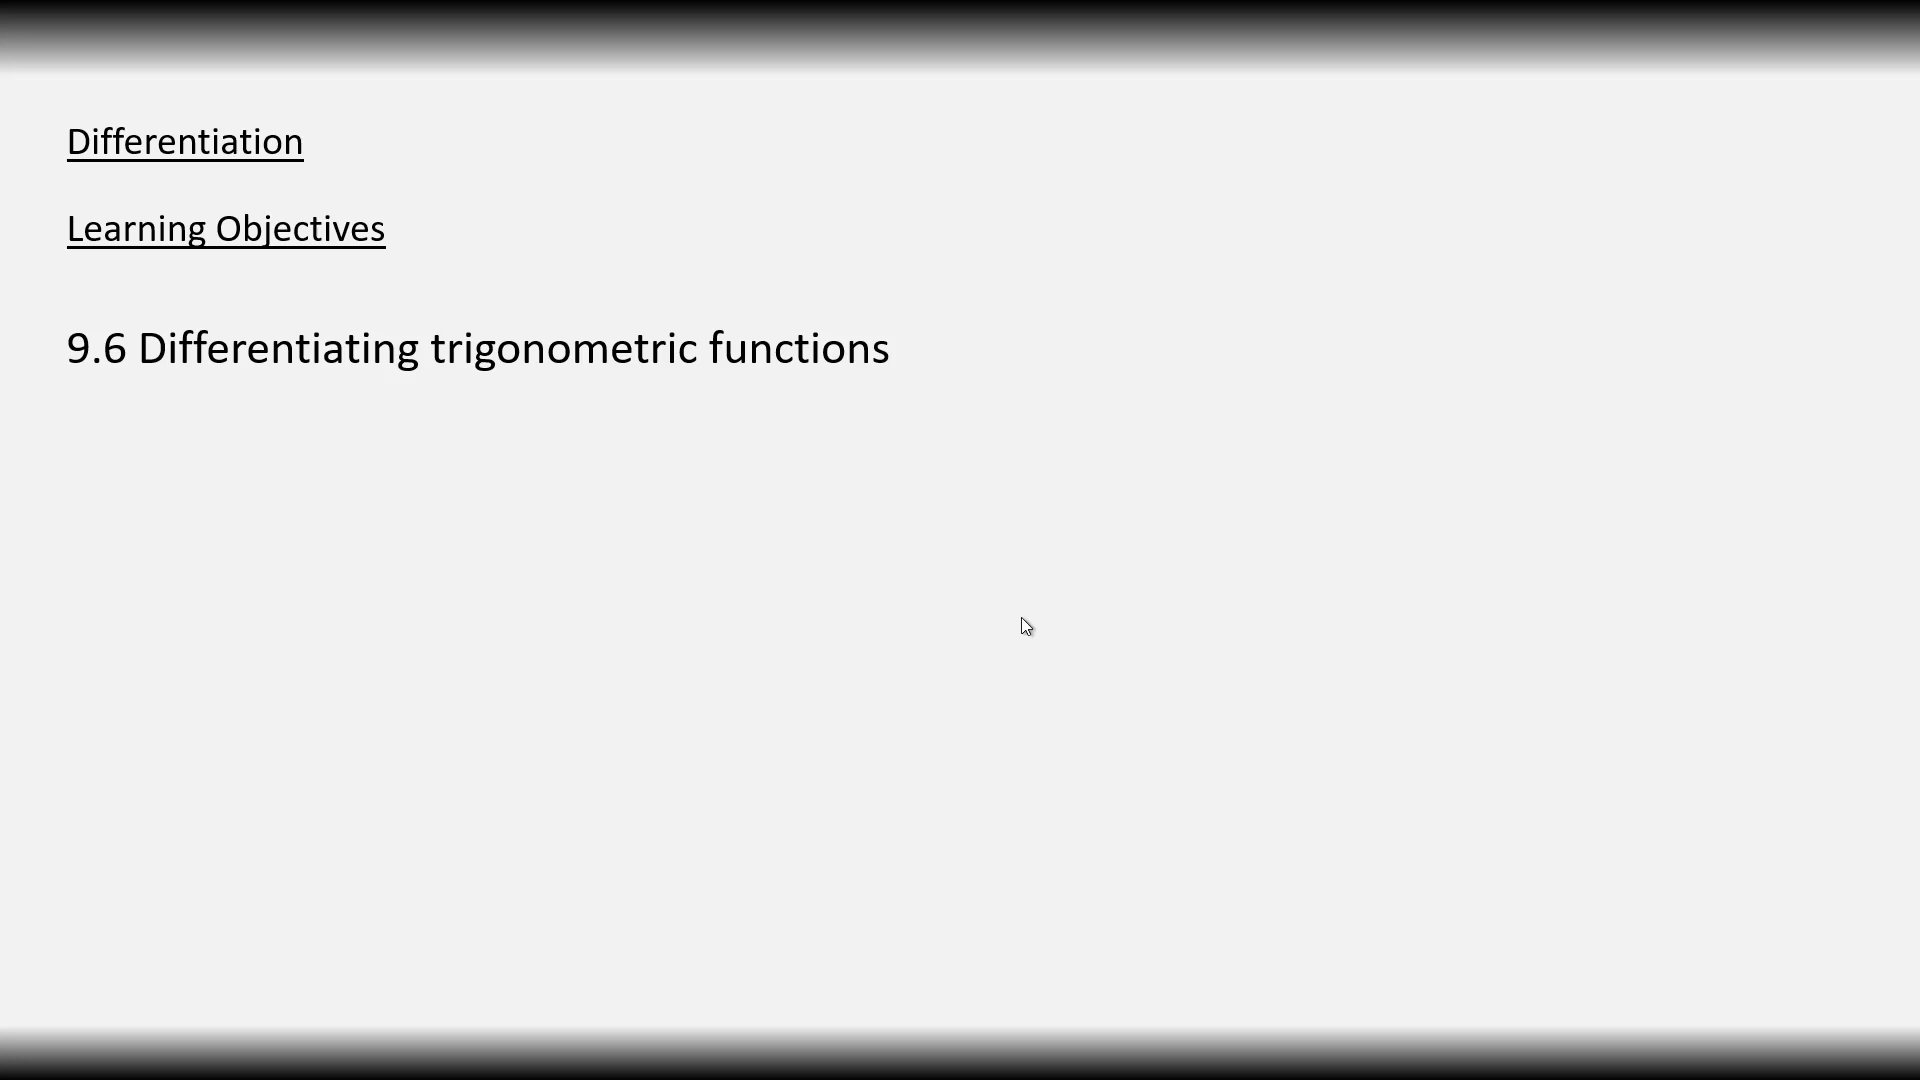 Differentiation
Learning Objectives
9.6 Differentiating trigonometric functions